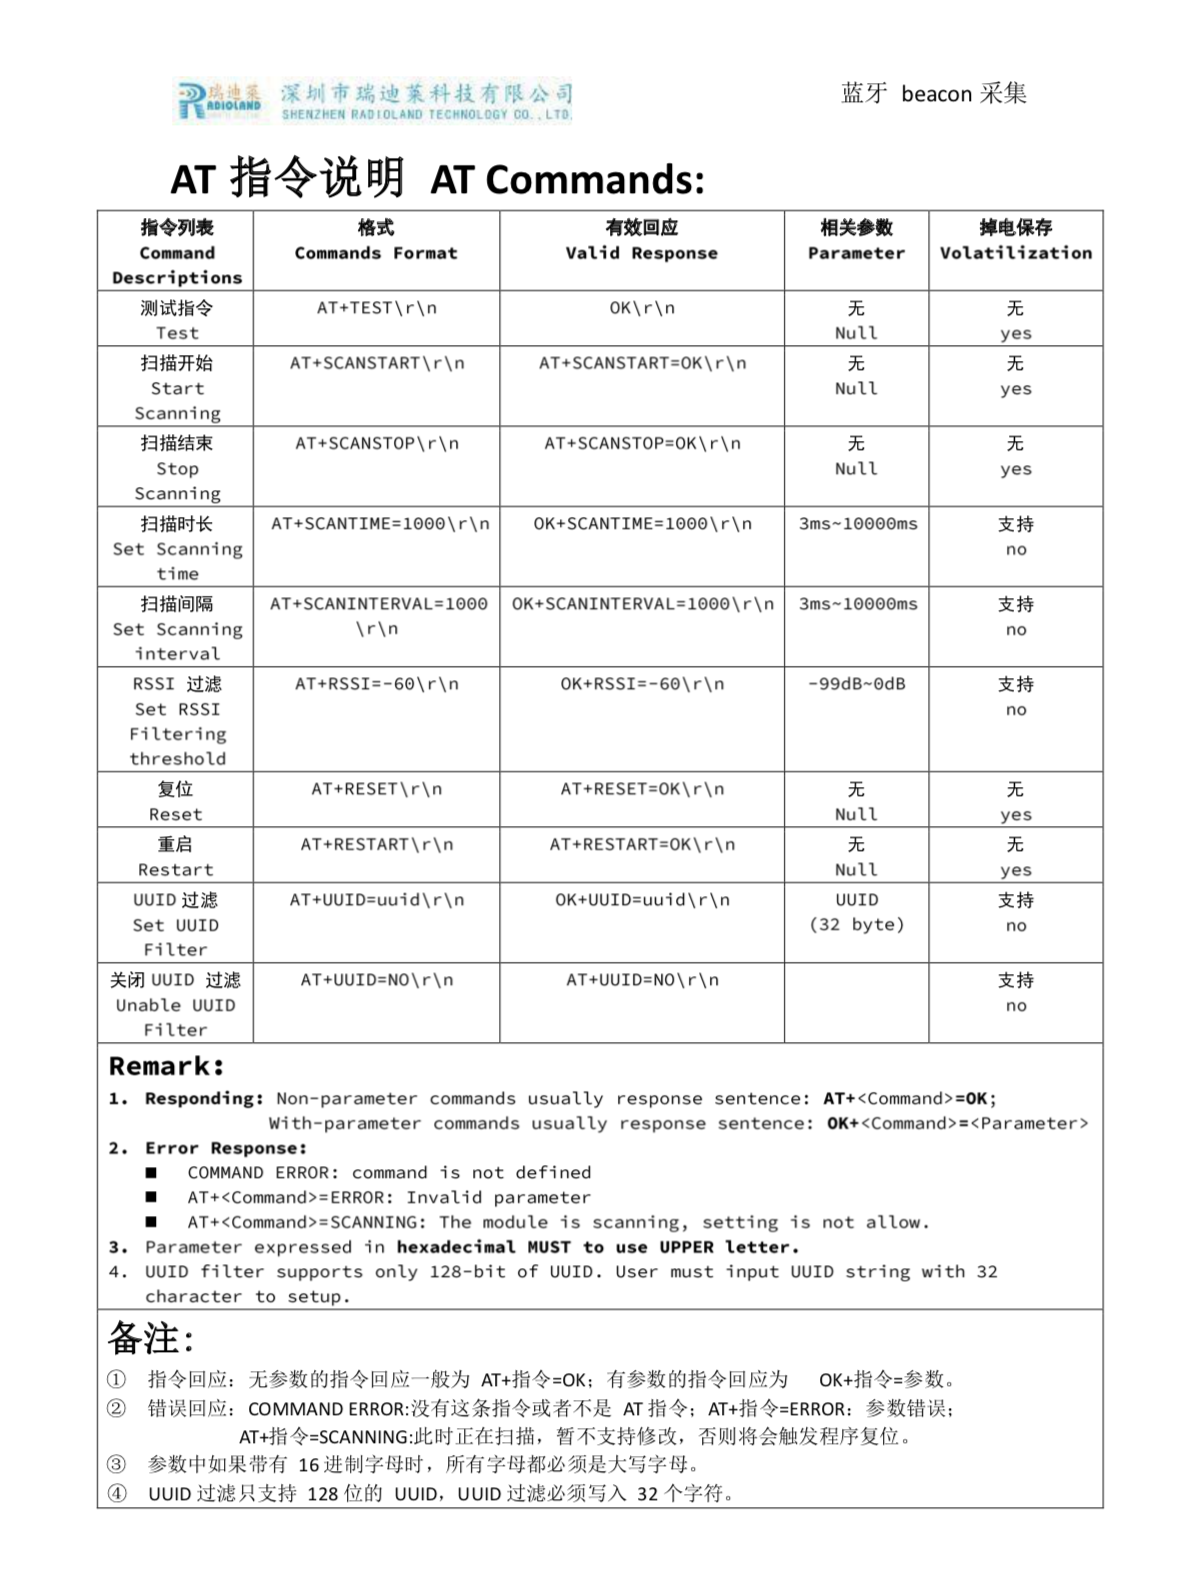 瑞迪莱 RADIOLAND
深圳市瑞迪莱科技有限公司
SHENZHEN RADIOLAND TECHNOLOGY CO.,LTD.
蓝牙 beacon 采集
AT 指令说明 AT Commands:
指令列表 格式 有效回应 相关参数 掉电保存
Command Commands Format Valid Response Parameter Volatilization
Descriptions
测试指令 AT+TEST\r\n OK\r\n 无 无
Test Null yes
扫描开始 AT+SCANSTART\r\n AT+SCANSTART=OK\r\n 无 无
Start Null yes
Scanning
扫描结束 AT+SCANSTOP\r\n AT+SCANSTOP=OK\r\n 无 无
Stop Null yes
Scanning
扫描时长 AT+SCANTIME=1000\r\n OK+SCANTIME=1000\r\n 3ms~10000ms 支持
Set Scanning no
time
扫描间隔 AT+SCANINTERVAL=1000 OK+SCANINTERVAL=1000\r\n 3ms~10000ms 支持
Set Scanning \r\n no
interval
RSSI 过滤 AT+RSSI=-60\r\n OK+RSSI=-60\r\n -99dB~0dB 支持
Set RSSI no
Filtering
threshold
复位 AT+RESET\r\n AT+RESET=OK\r\n 无 无
Reset Null yes
重启 AT+RESTART\r\n AT+RESTART=OK\r\n 无 无
Restart Null yes
UUID 过滤 AT+UUID=uuid\r\n OK+UUID=uuid\r\n UUID 支持
Set UUID (32 byte) no
Filter
关闭 UUID 过滤 AT+UUID=NO\r\n AT+UUID=NO\r\n 支持
Unable UUID no
Filter
Remark:
1. Responding: Non-parameter commands usually response sentence: AT+<Command>=OK;
With-parameter commands usually response sentence: OK+<Command>=<Parameter>
2. Error Response:
■ COMMAND ERROR: command is not defined
■ AT+<Command>=ERROR: Invalid parameter
■ AT+<Command>=SCANNING: The module is scanning, setting is not allow.
3. Parameter expressed in hexadecimal MUST to use UPPER letter.
4. UUID filter supports only 128-bit of UUID. User must input UUID string with 32
character to setup.
备注:
① 指令回应：无参数的指令回应一般为 AT+指令=OK；有参数的指令回应为 OK+指令=参数。
② 错误回应：COMMAND ERROR:没有这条指令或者不是 AT 指令；AT+指令=ERROR：参数错误；
AT+指令=SCANNING:此时正在扫描，暂不支持修改，否则将会触发程序复位。
③ 参数中如果带有 16 进制字母时，所有字母都必须是大写字母。
④ UUID 过滤只支持 128 位的 UUID，UUID 过滤必须写入 32 个字符。